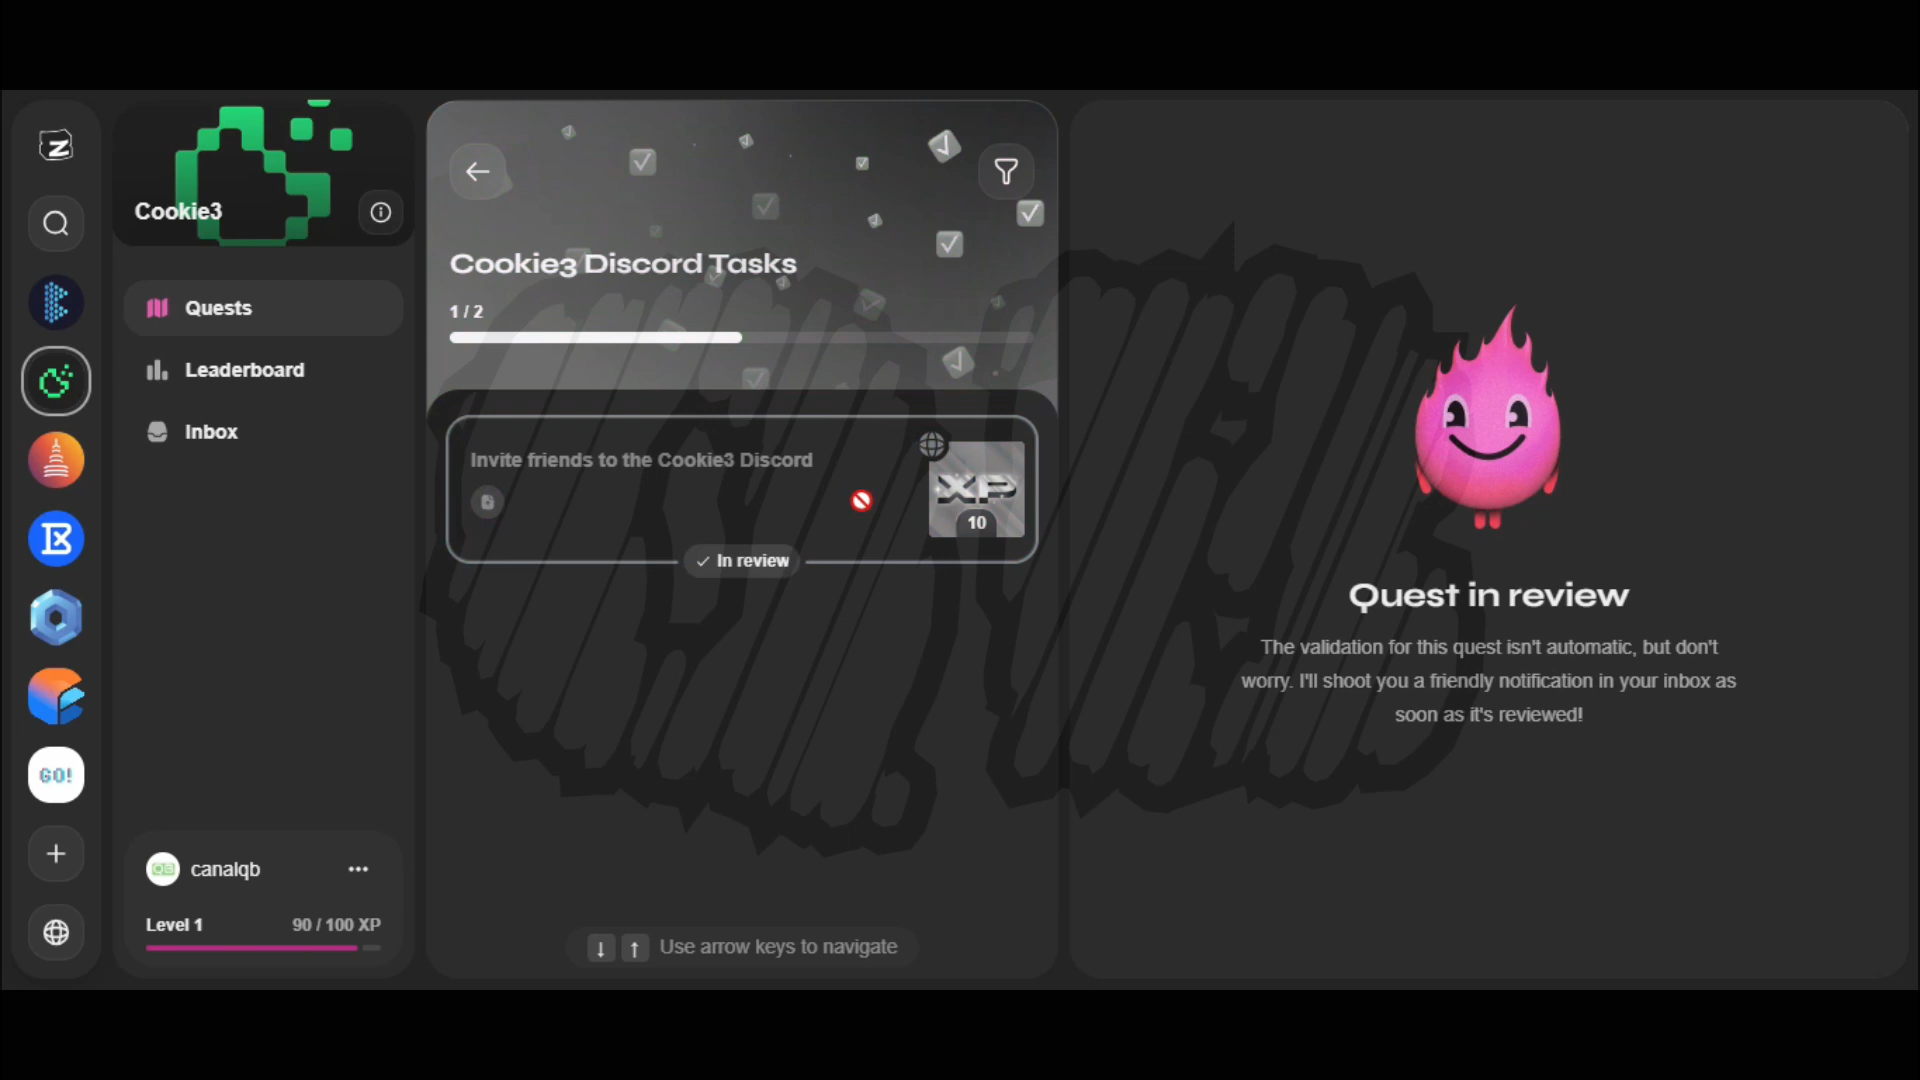 Cookie3
Quests
Leaderboard
Inbox
GO!
canalqb
Level 1
90 / 100 XP
Cookie3 Discord Tasks
1 / 2
Invite friends to the Cookie3 Discord
XP
10
In review
↓ ↑ Use arrow keys to navigate
Quest in review
The validation for this quest isn't automatic, but don't
worry. I'll shoot you a friendly notification in your inbox as
soon as it's reviewed!